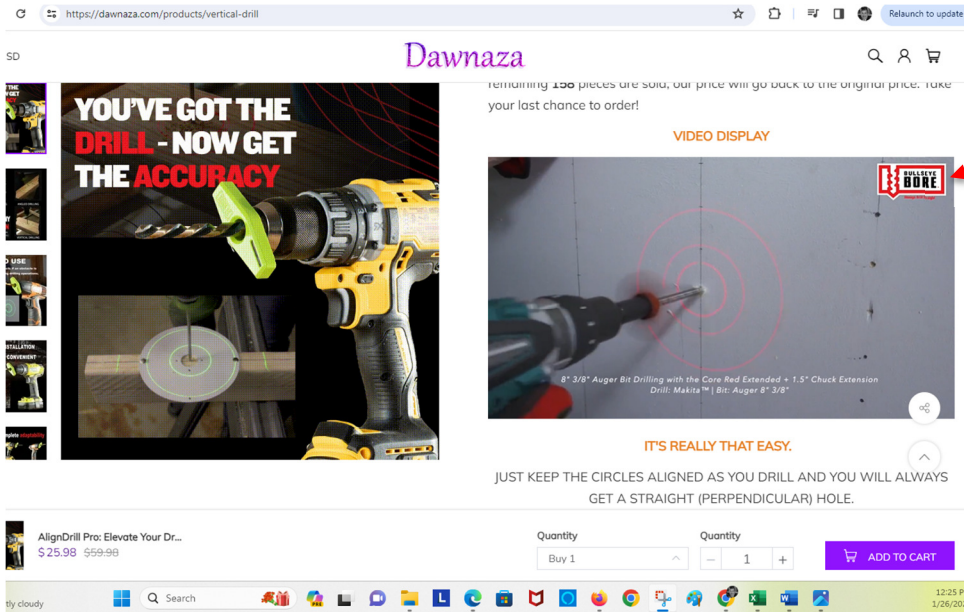 https://dawnaza.com/products/vertical-drill
Relaunch to update
SD
Dawnaza
remaining 158 pieces are sold, our price will go back to the original price. Take
your last chance to order!
VIDEO DISPLAY
YOU'VE GOT THE
DRILL - NOW GET
THE ACCURACY
BULLSEYE
BORE
8" 3/8" Auger Bit Drilling with the Core Red Extended + 1.5" Chuck Extension
Drill: Makita™ | Bit: Auger 8" 3/8"
IT'S REALLY THAT EASY.
JUST KEEP THE CIRCLES ALIGNED AS YOU DRILL AND YOU WILL ALWAYS
GET A STRAIGHT (PERPENDICULAR) HOLE.
AlignDrill Pro: Elevate Your Dr...
$25.98 $59.98
Quantity
Buy 1
Quantity
1
ADD TO CART
Search
12:25 P
1/26/20
tly cloudy